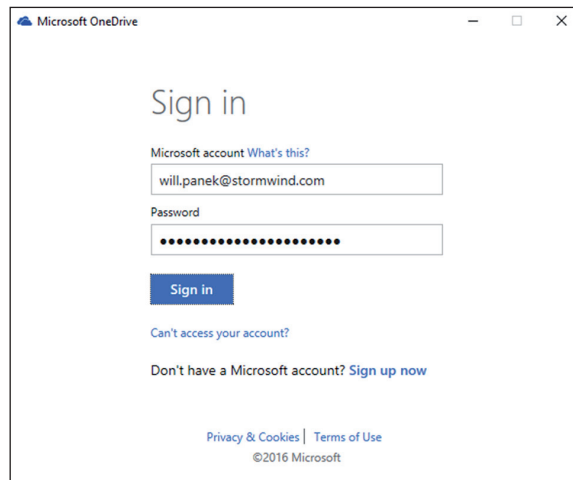 Microsoft OneDrive
Sign in
Microsoft account What's this?
will.panek@stormwind.com
Password
●●●●●●●●●●●●●●●●●●●●●●●
Sign in
Can't access your account?
Don't have a Microsoft account? Sign up now
Privacy & Cookies | Terms of Use
©2016 Microsoft